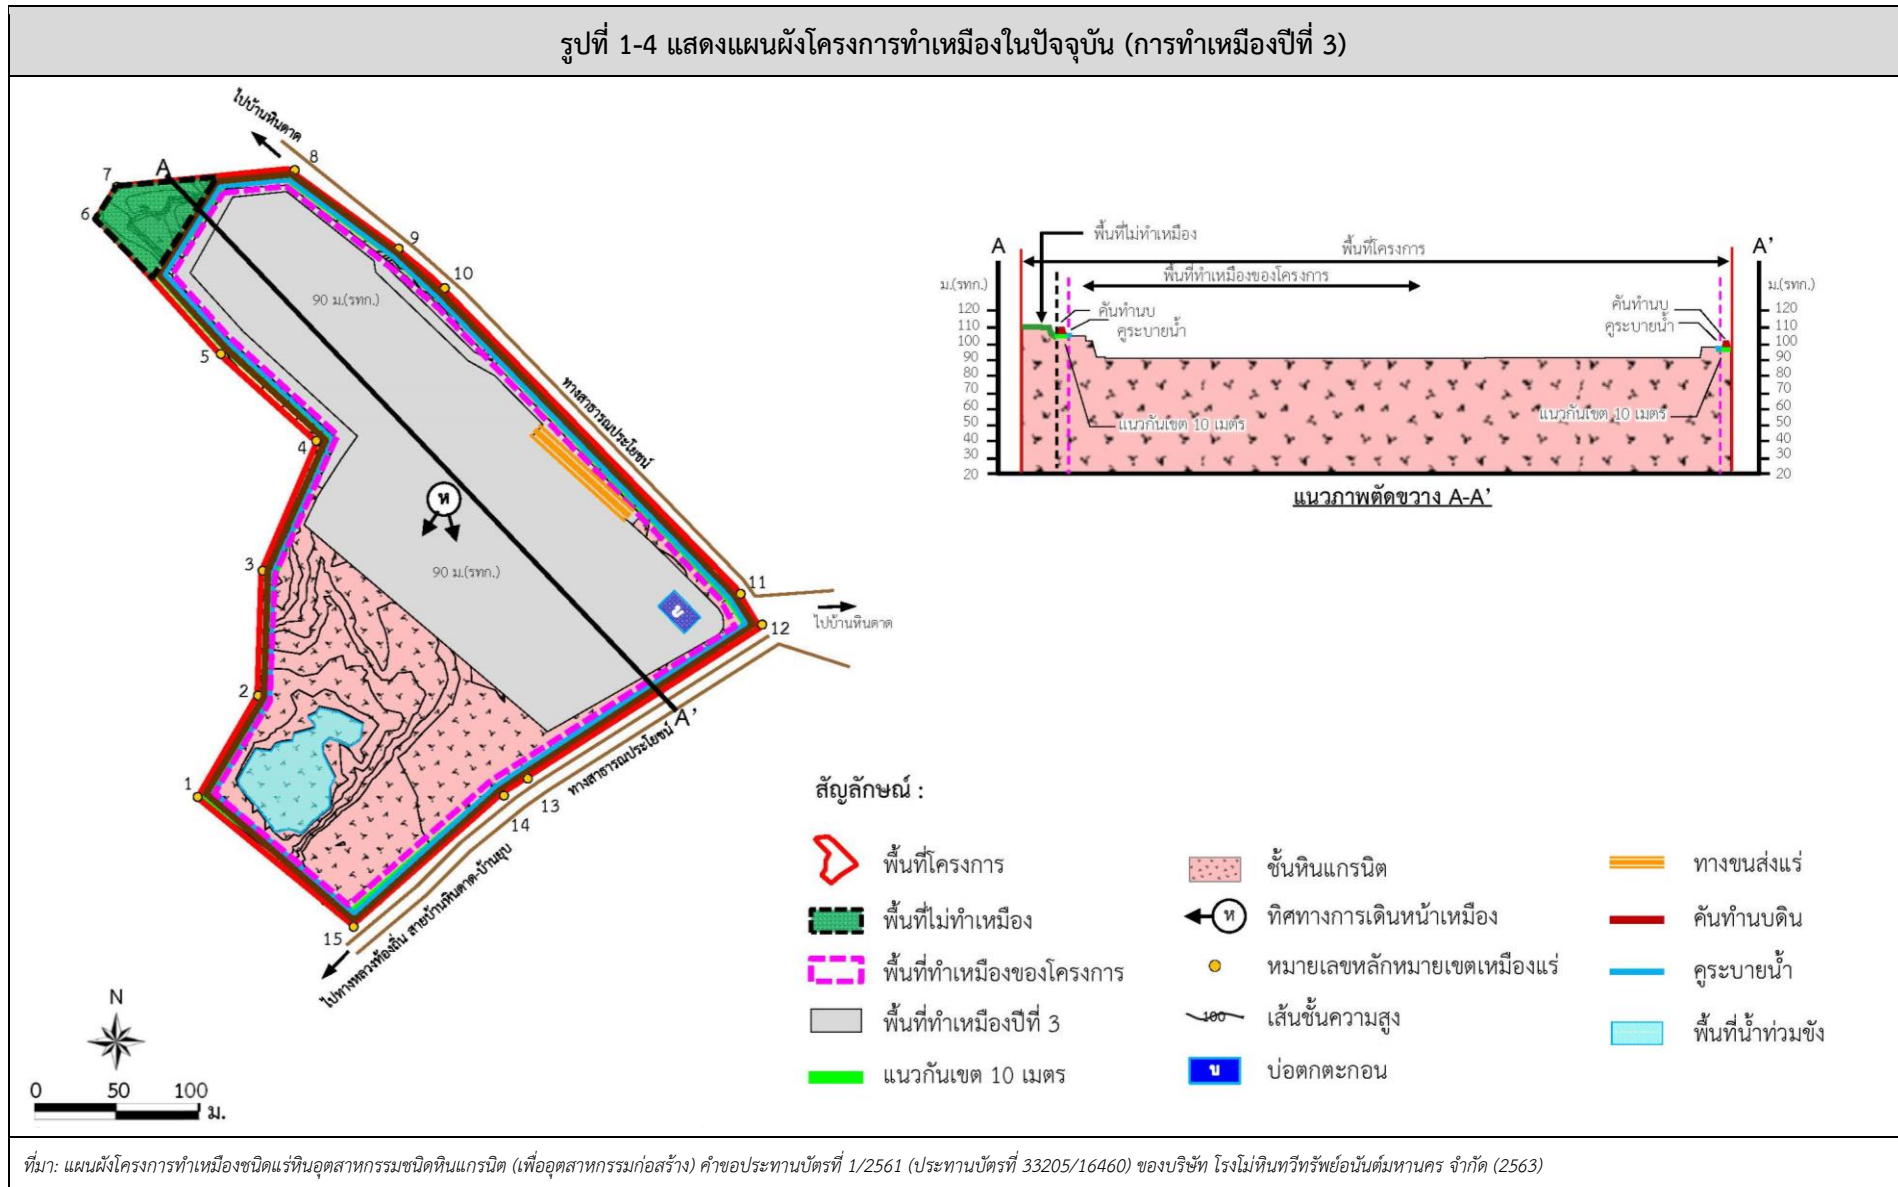 รูปที่ 1-4 แสดงแผนผังโครงการทำเหมืองในปัจจุบัน (การทำเหมืองปีที่ 3)
ไปบ้านหินดาด
8
7
A
6
9
10
90 ม.(รทก.)
5
4
ทางสาธารณประโยชน์
ห
3
90 ม.(รทก.)
11
ข
12
ไปบ้านหินดาด
2
A'
1
13
ทางสาธารณประโยชน์
14
15
ไปทางหลวงท้องถิ่น สายบ้านหินดาด-บ้านยุบ
N
0 50 100
ม.
A
A'
พื้นที่ไม่ทำเหมือง
พื้นที่โครงการ
พื้นที่ทำเหมืองของโครงการ
ม.(รทก.)
ม.(รทก.)
คันทำนบ
คูระบายน้ำ
คันทำนบ
คูระบายน้ำ
120
110
100
90
80
70
60
50
40
30
20
120
110
100
90
80
70
60
50
40
30
20
แนวกันเขต 10 เมตร
แนวกันเขต 10 เมตร
แนวภาพตัดขวาง A-A'
สัญลักษณ์ :
พื้นที่โครงการ
พื้นที่ไม่ทำเหมือง
พื้นที่ทำเหมืองของโครงการ
พื้นที่ทำเหมืองปีที่ 3
แนวกันเขต 10 เมตร
ชั้นหินแกรนิต
ห ทิศทางการเดินหน้าเหมือง
หมายเลขหลักหมายเขตเหมืองแร่
100 เส้นชั้นความสูง
ข บ่อตกตะกอน
ทางขนส่งแร่
คันทำนบดิน
คูระบายน้ำ
พื้นที่น้ำท่วมขัง
ที่มา: แผนผังโครงการทำเหมืองชนิดแร่หินอุตสาหกรรมชนิดหินแกรนิต (เพื่ออุตสาหกรรมก่อสร้าง) คำขอประทานบัตรที่ 1/2561 (ประทานบัตรที่ 33205/16460) ของบริษัท โรงโม่หินทวีทรัพย์อนันต์มหานคร จำกัด (2563)